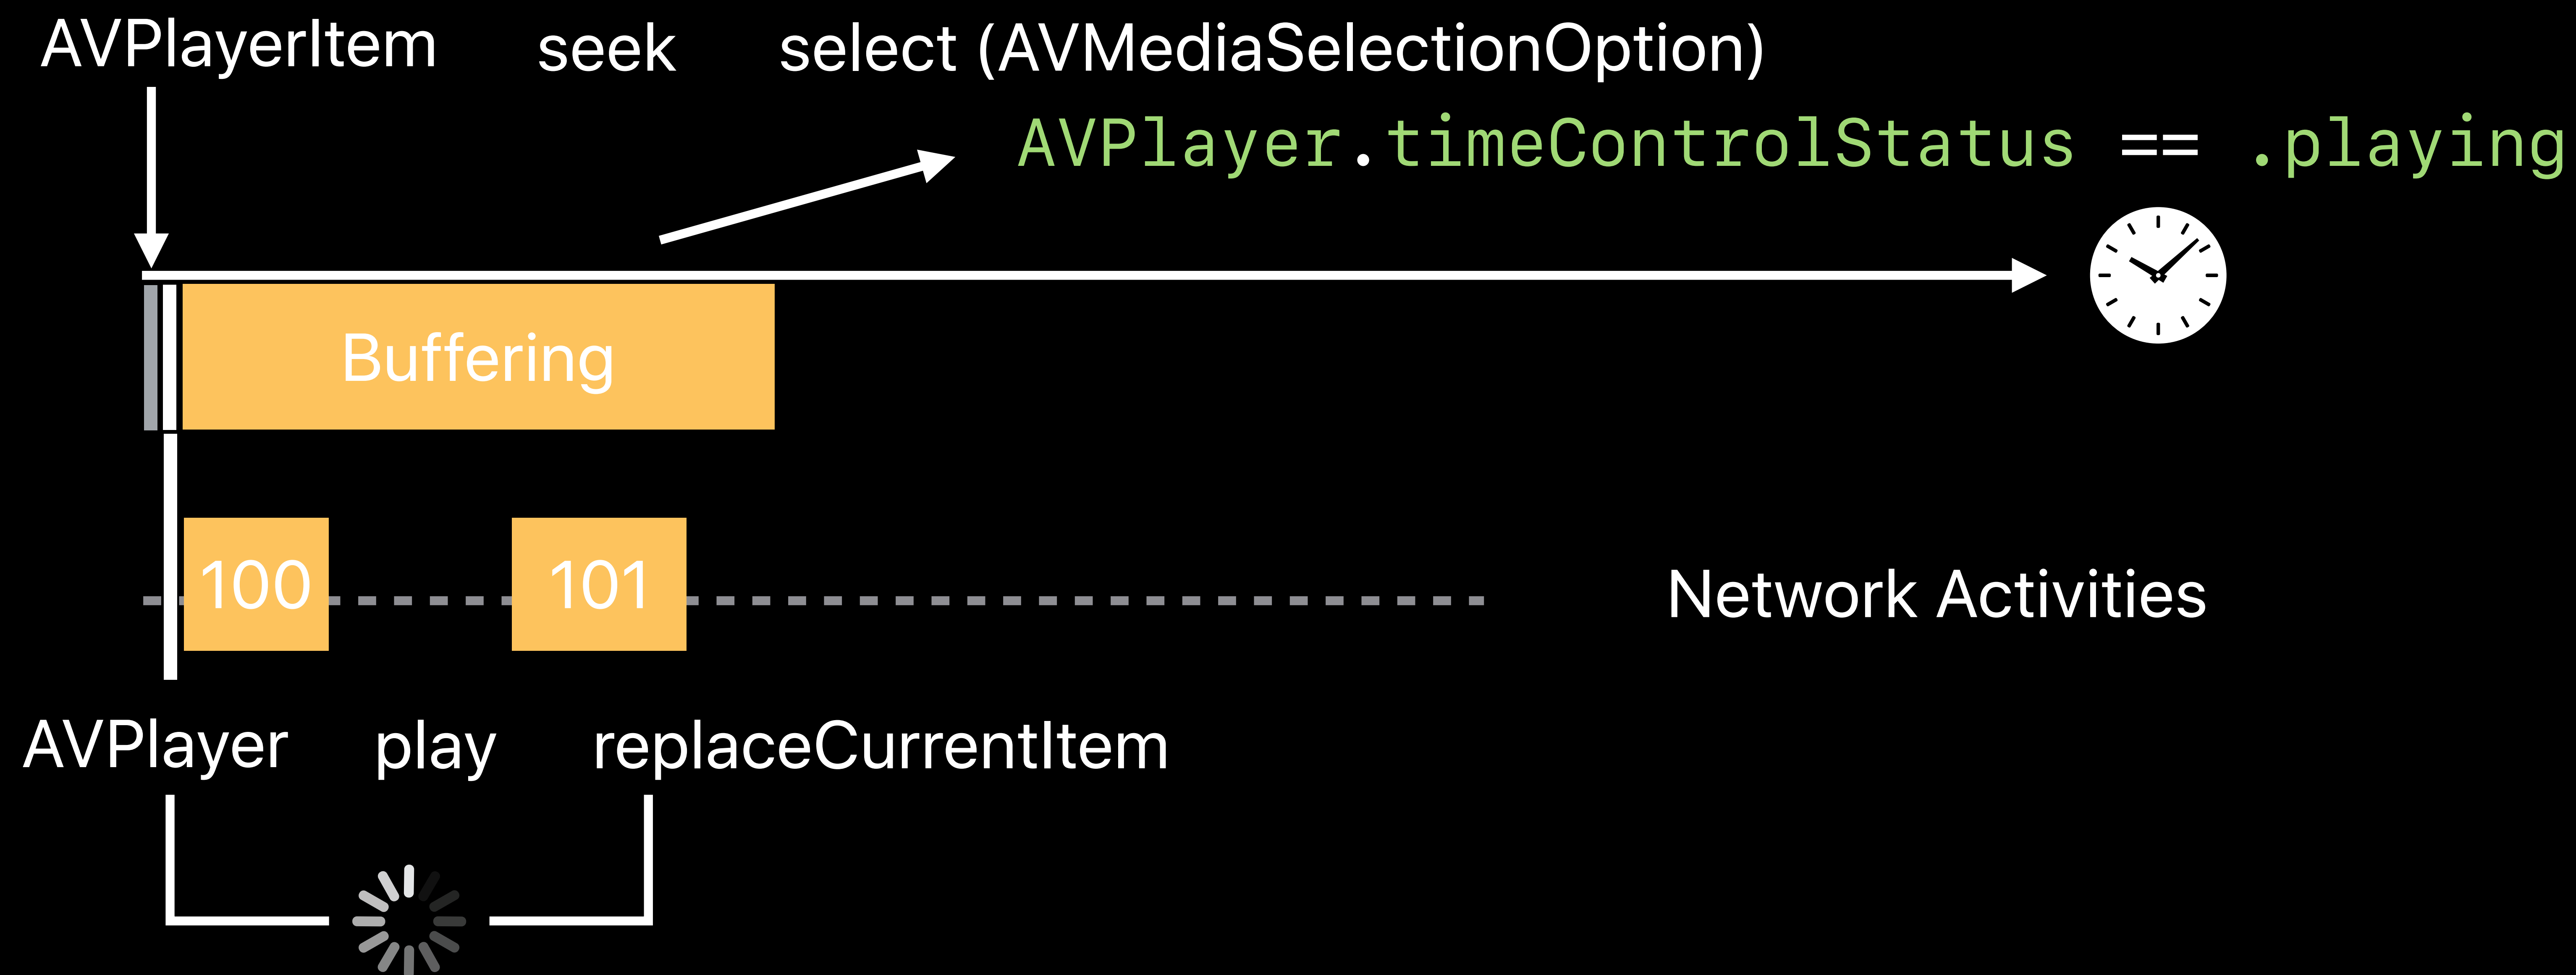 AVPlayerItem seek select (AVMediaSelectionOption)
AVPlayer.timeControlStatus == .playing
Buffering
100 101
Network Activities
AVPlayer play replaceCurrentItem